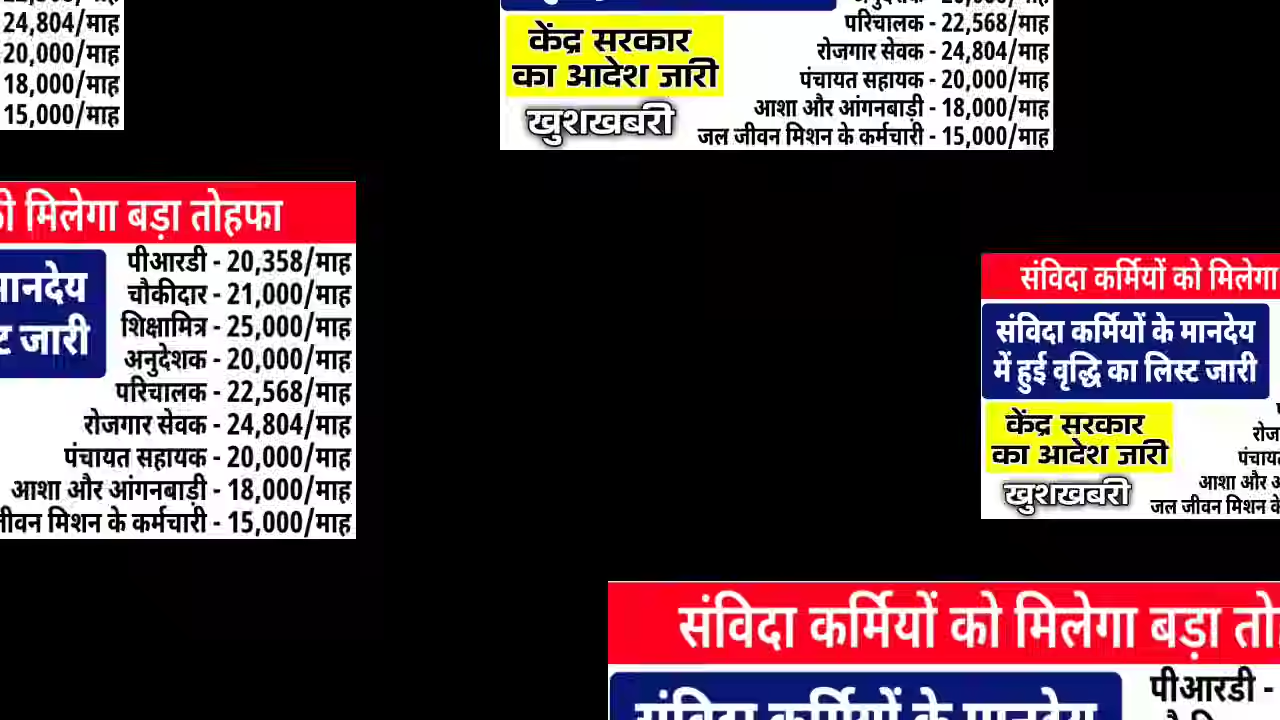 24,804/माह
20,000/माह
18,000/माह
15,000/माह
केंद्र सरकार
का आदेश जारी
खुशखबरी
परिचालक - 22,568/माह
रोजगार सेवक - 24,804/माह
पंचायत सहायक - 20,000/माह
आशा और आंगनबाड़ी - 18,000/माह
जल जीवन मिशन के कर्मचारी - 15,000/माह
मिलेगा बड़ा तोहफा
मानदेय
जारी
पीआरडी - 20,358/माह
चौकीदार - 21,000/माह
शिक्षामित्र - 25,000/माह
अनुदेशक - 20,000/माह
परिचालक - 22,568/माह
रोजगार सेवक - 24,804/माह
पंचायत सहायक - 20,000/माह
आशा और आंगनबाड़ी - 18,000/माह
जीवन मिशन के कर्मचारी - 15,000/माह
संविदा कर्मियों को मिलेगा
संविदा कर्मियों के मानदेय
में हुई वृद्धि का लिस्ट जारी
केंद्र सरकार
का आदेश जारी
खुशखबरी
आशा और
जल जीवन मिशन के
संविदा कर्मियों को मिलेगा बड़ा
संविदा कर्मियों के मानदेय
पीआरडी -